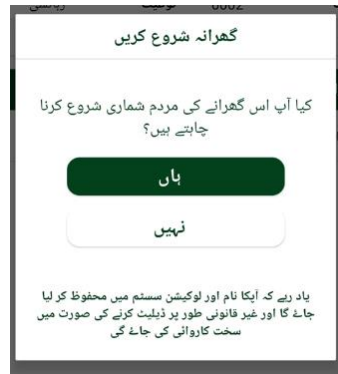 0002
گھرانہ شروع کریں
کیا آپ اس گھرانے کی مردم شماری شروع کرنا
چاہتے ہیں؟
ہاں
نہیں
یاد رہے کہ آپکا نام اور لوکیشن سسٹم میں محفوظ کر لیا
جائے گا اور غیر قانونی طور پر ڈیلیٹ کرنے کی صورت میں
سخت کاروائی کی جائے گی